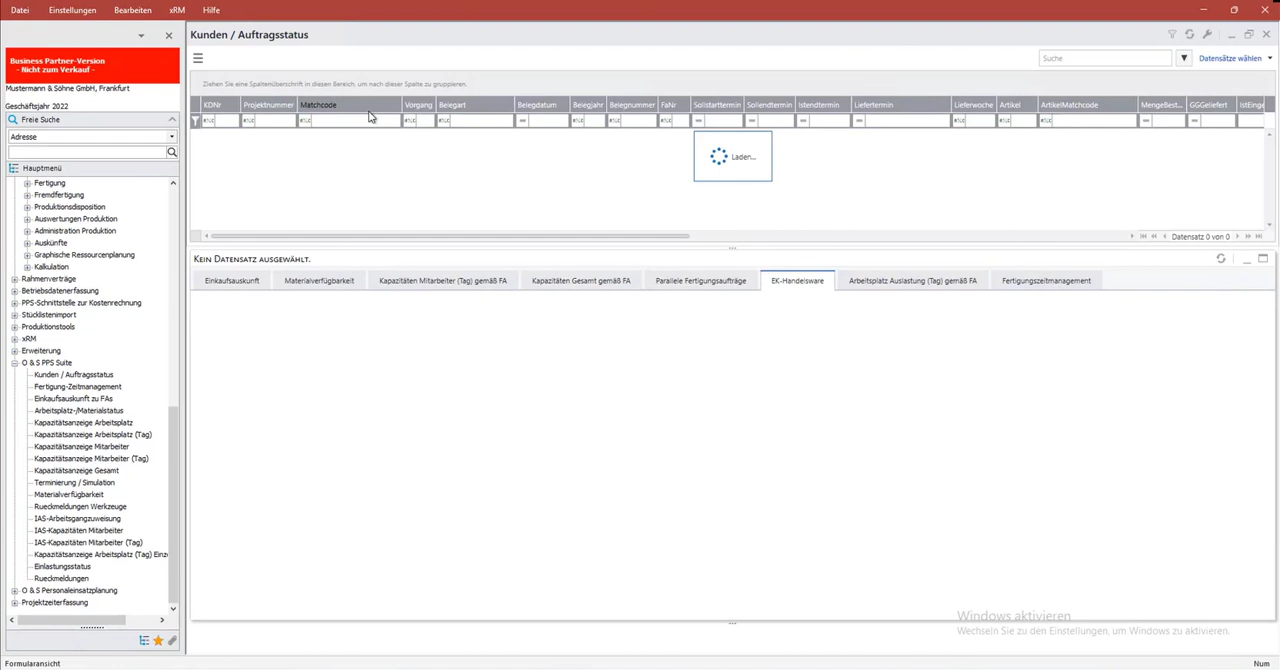 Datei Einstellungen Bearbeiten xRM Hilfe
Business Partner-Version
- Nicht zum Verkauf -
Mustermann & Söhne GmbH, Frankfurt
Geschäftsjahr 2022
Freie Suche
Adresse
Hauptmenü
Fertigung
Fremdfertigung
Produktionsdisposition
Auswertungen Produktion
Administration Produktion
Auskünfte
Graphische Ressourcenplanung
Kalkulation
Rahmenverträge
Betriebsdatenerfassung
PPS-Schnittstelle zur Kostenrechnung
Stücklistenimport
Produktionstools
xRM
Erweiterung
O & S PPS Suite
Kunden / Auftragsstatus
Fertigung-Zeitmanagement
Einkaufsauskunft zu FAs
Arbeitsplatz-/Materialstatus
Kapazitätsanzeige Arbeitsplatz
Kapazitätsanzeige Arbeitsplatz (Tag)
Kapazitätsanzeige Mitarbeiter
Kapazitätsanzeige Mitarbeiter (Tag)
Kapazitätsanzeige Gesamt
Terminierung / Simulation
Materialverfügbarkeit
Rueckmeldungen Werkzeuge
IAS-Arbeitsgangzuweisung
IAS-Kapazitäten Mitarbeiter
IAS-Kapazitäten Mitarbeiter (Tag)
Kapazitätsanzeige Arbeitsplatz (Tag) Einz
Einlastungsstatus
Rueckmeldungen
O & S Personaleinsatzplanung
Projektzeiterfassung
Kunden / Auftragsstatus
Suche Datensätze wählen
Ziehen Sie eine Spaltenüberschrift in diesen Bereich, um nach dieser Spalte zu gruppieren.
KDNr Projektnummer Matchcode Vorgang Belegart Belegdatum Belegjahr Belegnummer FaNr Sollstarttermin Sollendtermin Istendtermin Liefertermin Lieferwoche Artikel ArtikelMatchcode MengeBest... GGGeliefert IstEinge
Laden...
Datensatz 0 von 0
KEIN DATENSATZ AUSGEWÄHLT.
Einkaufsauskunft Materialverfügbarkeit Kapazitäten Mitarbeiter (Tag) gemäß FA Kapazitäten Gesamt gemäß FA Parallele Fertigungsaufträge EK-Handelsware Arbeitsplatz Auslastung (Tag) gemäß FA Fertigungszeitmanagement
Windows aktivieren
Wechseln Sie zu den Einstellungen, um Windows zu aktivieren.
Formularansicht Num